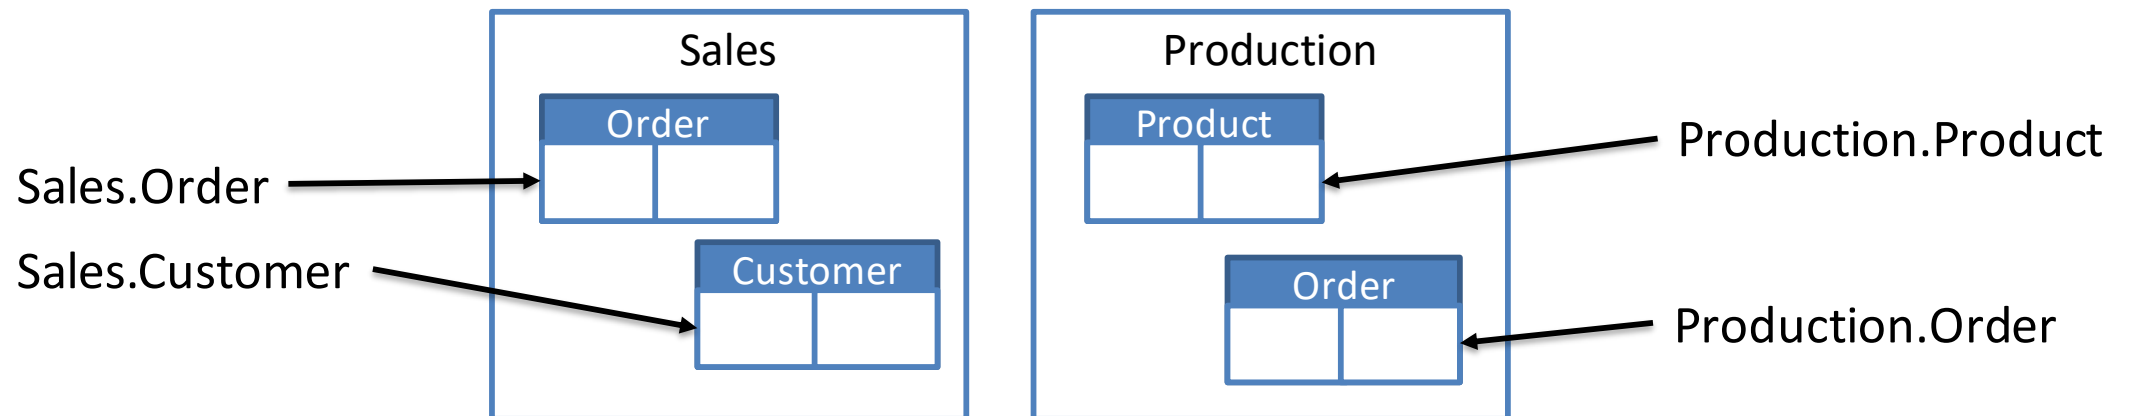 Sales
Production
Order
Product
Production.Product
Sales.Order
Sales.Customer
Customer
Order
Production.Order